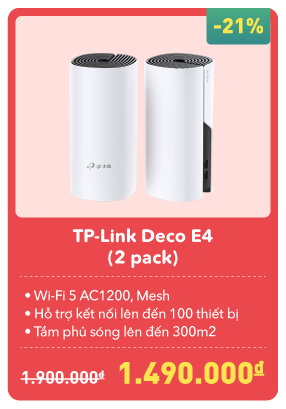 -21%
tp-link
TP-Link Deco E4
(2 pack)
• Wi-Fi 5 AC1200, Mesh
• Hỗ trợ kết nối lên đến 100 thiết bị
• Tầm phủ sóng lên đến 300m2
1.900.000đ 1.490.000đ